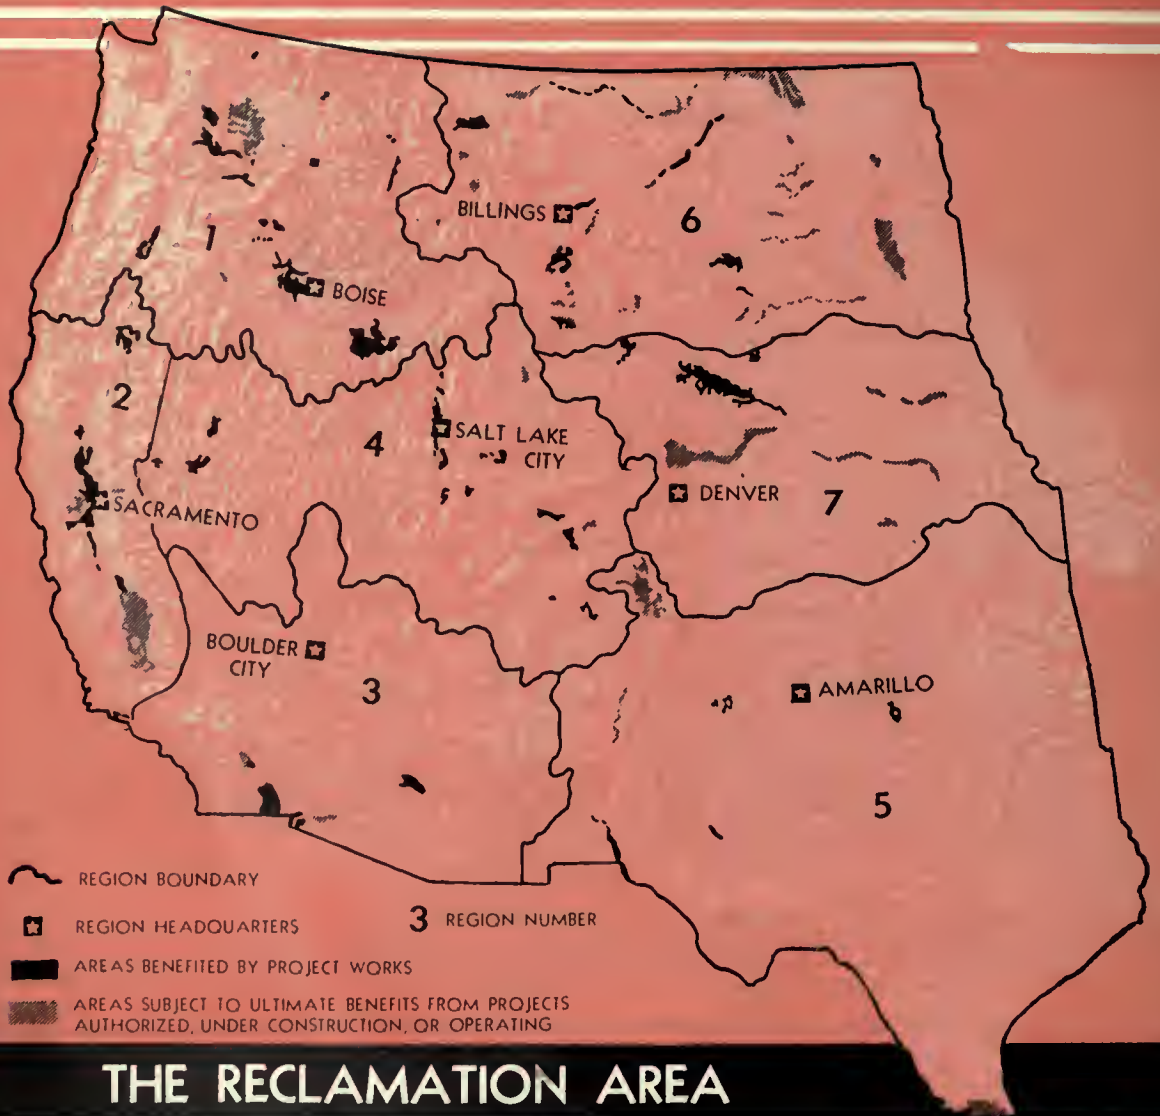 BILLINGS
6
1
BOISE
2
4
SALT LAKE
CITY
SACRAMENTO
DENVER
7
BOULDER
CITY
3
AMARILLO
5
REGION BOUNDARY
REGION HEADQUARTERS
3 REGION NUMBER
AREAS BENEFITED BY PROJECT WORKS
AREAS SUBJECT TO ULTIMATE BENEFITS FROM PROJECTS
AUTHORIZED, UNDER CONSTRUCTION, OR OPERATING
THE RECLAMATION AREA